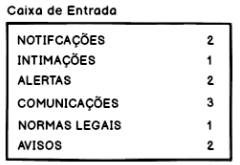 Caixa de Entrada
NOTIFCAÇÕES 2
INTIMAÇÕES 1
ALERTAS 2
COMUNICAÇÕES 3
NORMAS LEGAIS 1
AVISOS 2